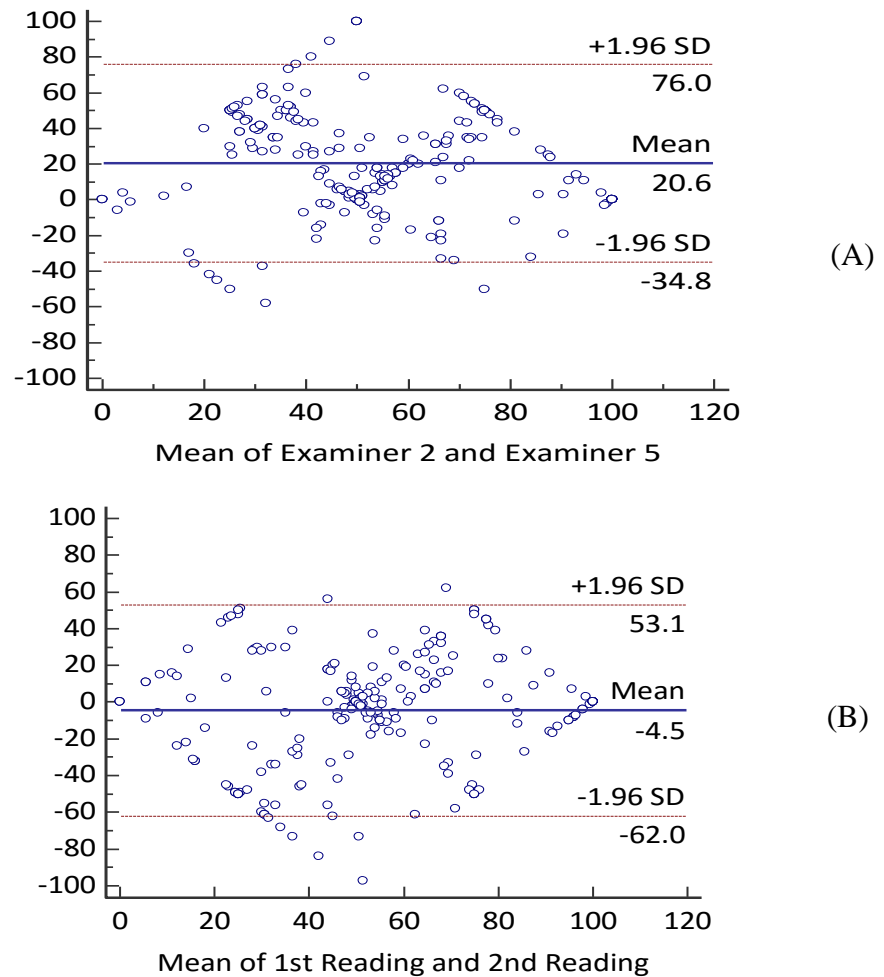 100
80
60
40
20
0
-20
-40
-60
-80
-100
+1.96 SD
76.0
Mean
20.6
-1.96 SD
-34.8
0 20 40 60 80 100 120
Mean of Examiner 2 and Examiner 5
(A)
100
80
60
40
20
0
-20
-40
-60
-80
-100
+1.96 SD
53.1
Mean
-4.5
-1.96 SD
-62.0
0 20 40 60 80 100 120
Mean of 1st Reading and 2nd Reading
(B)